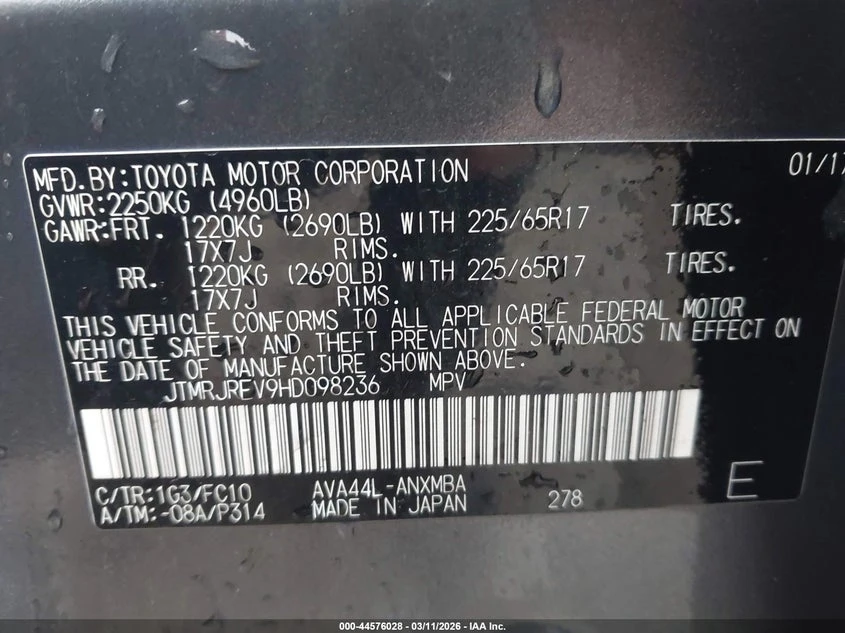 MFD.BY:TOYOTA MOTOR CORPORATION 01/17
GVWR:2250KG (4960LB)
GAWR:FRT. 1220KG (2690LB) WITH 225/65R17 TIRES.
17X7J RIMS.
RR. 1220KG (2690LB) WITH 225/65R17 TIRES.
17X7J RIMS.
THIS VEHICLE CONFORMS TO ALL APPLICABLE FEDERAL MOTOR
VEHICLE SAFETY AND THEFT PREVENTION STANDARDS IN EFFECT ON
THE DATE OF MANUFACTURE SHOWN ABOVE.
JTMRJREV9HD098236 MPV
C/TR:1G3/FC10 AVA44L-ANXMBA
A/TM:-08A/P314 MADE IN JAPAN 278 E
000-44576028 - 03/11/2026 - IAA Inc.